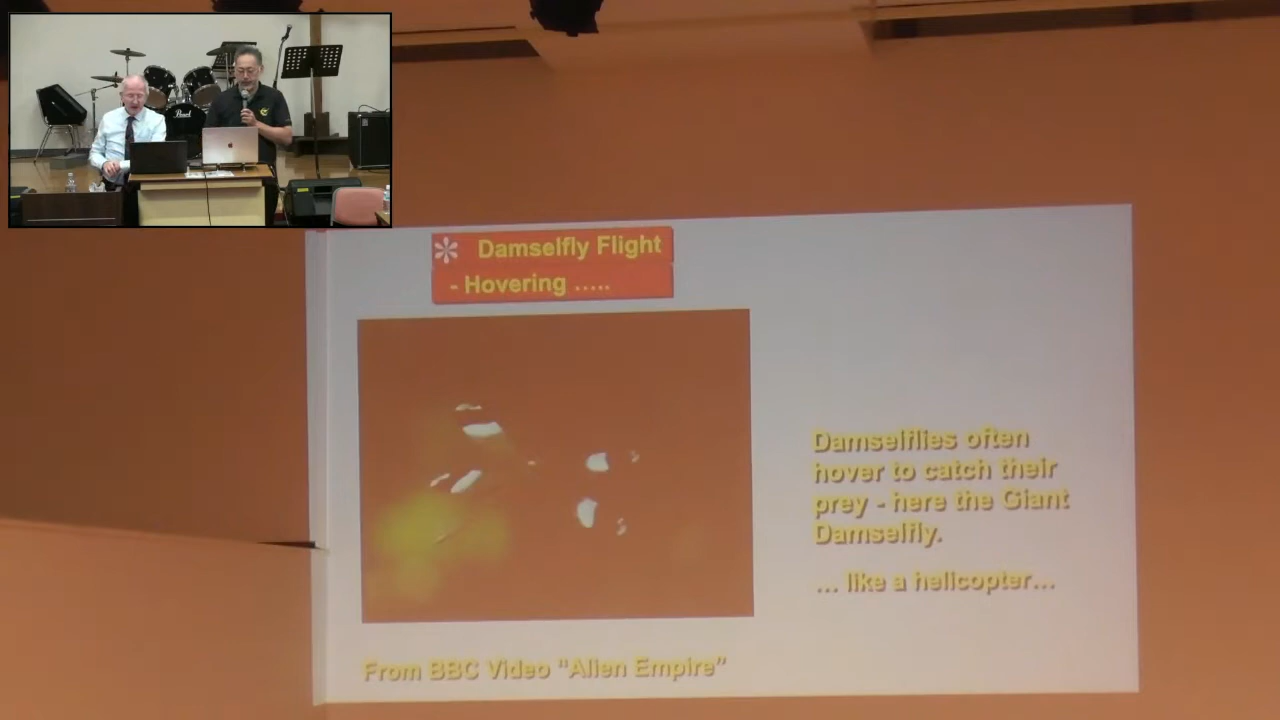 Pearl
* Damselfly Flight
- Hovering .....
Damselflies often
hover to catch their
prey - here the Giant
Damselfly.
... like a helicopter...
From BBC Video “Alien Empire”